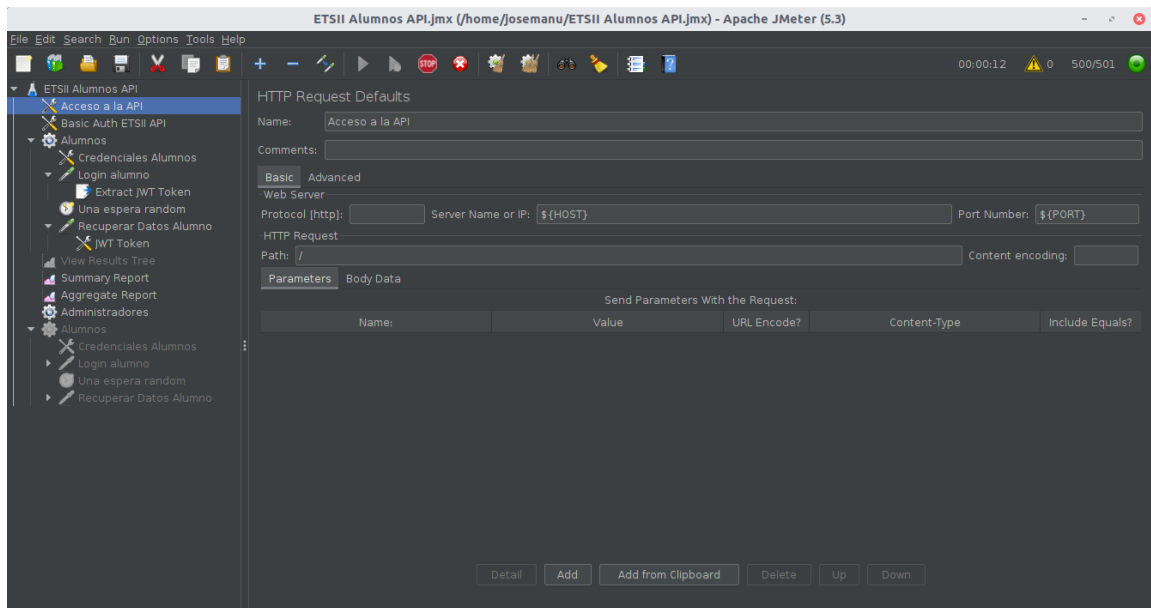 ETSII Alumnos API.jmx (/home/josemanu/ETSII Alumnos API.jmx) - Apache JMeter (5.3)
File Edit Search Run Options Tools Help
STOP
00:00:12 0 500/501
ETSII Alumnos API
Acceso a la API
Basic Auth ETSII API
Alumnos
Credenciales Alumnos
Login alumno
Extract JWT Token
Una espera random
Recuperar Datos Alumno
JWT Token
View Results Tree
Summary Report
Aggregate Report
Administradores
Alumnos
Credenciales Alumnos
Login alumno
Una espera random
Recuperar Datos Alumno
HTTP Request Defaults
Name: Acceso a la API
Comments:
Basic Advanced
Web Server
Protocol [http]: Server Name or IP: ${HOST} Port Number: ${PORT}
HTTP Request
Path: / Content encoding:
Parameters Body Data
Send Parameters With the Request:
Name: Value URL Encode? Content-Type Include Equals?
Detail Add Add from Clipboard Delete Up Down